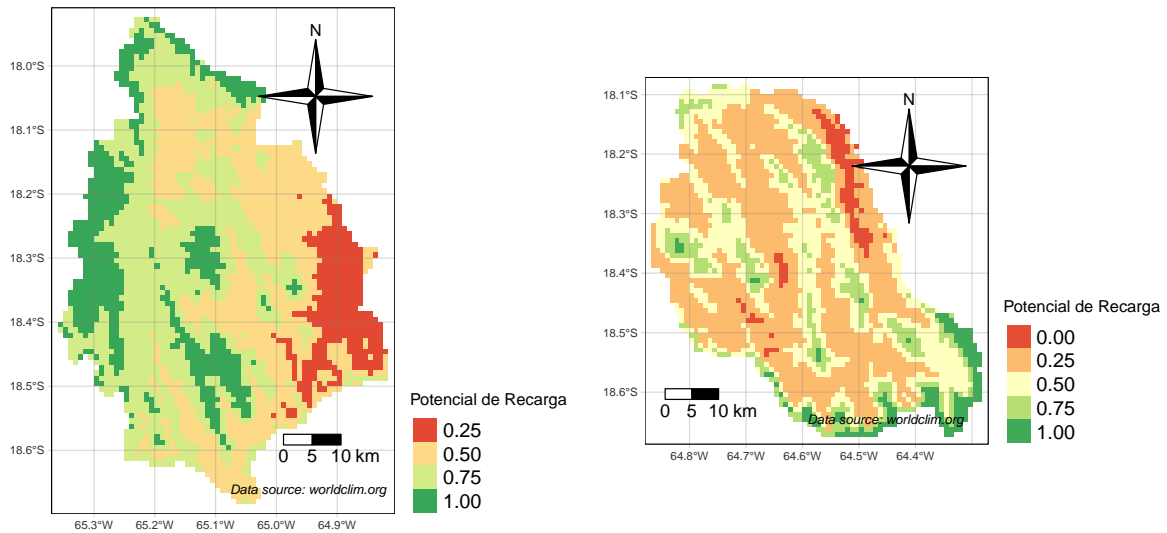 N
18.0°S
18.1°S
18.2°S
18.3°S
18.4°S
18.5°S
18.6°S
0 5 10 km
Data source: worldclim.org
65.3°W 65.2°W 65.1°W 65.0°W 64.9°W
Potencial de Recarga
0.25
0.50
0.75
1.00
N
18.1°S
18.2°S
18.3°S
18.4°S
18.5°S
18.6°S
0 5 10 km
Data source: worldclim.org
64.8°W 64.7°W 64.6°W 64.5°W 64.4°W
Potencial de Recarga
0.00
0.25
0.50
0.75
1.00